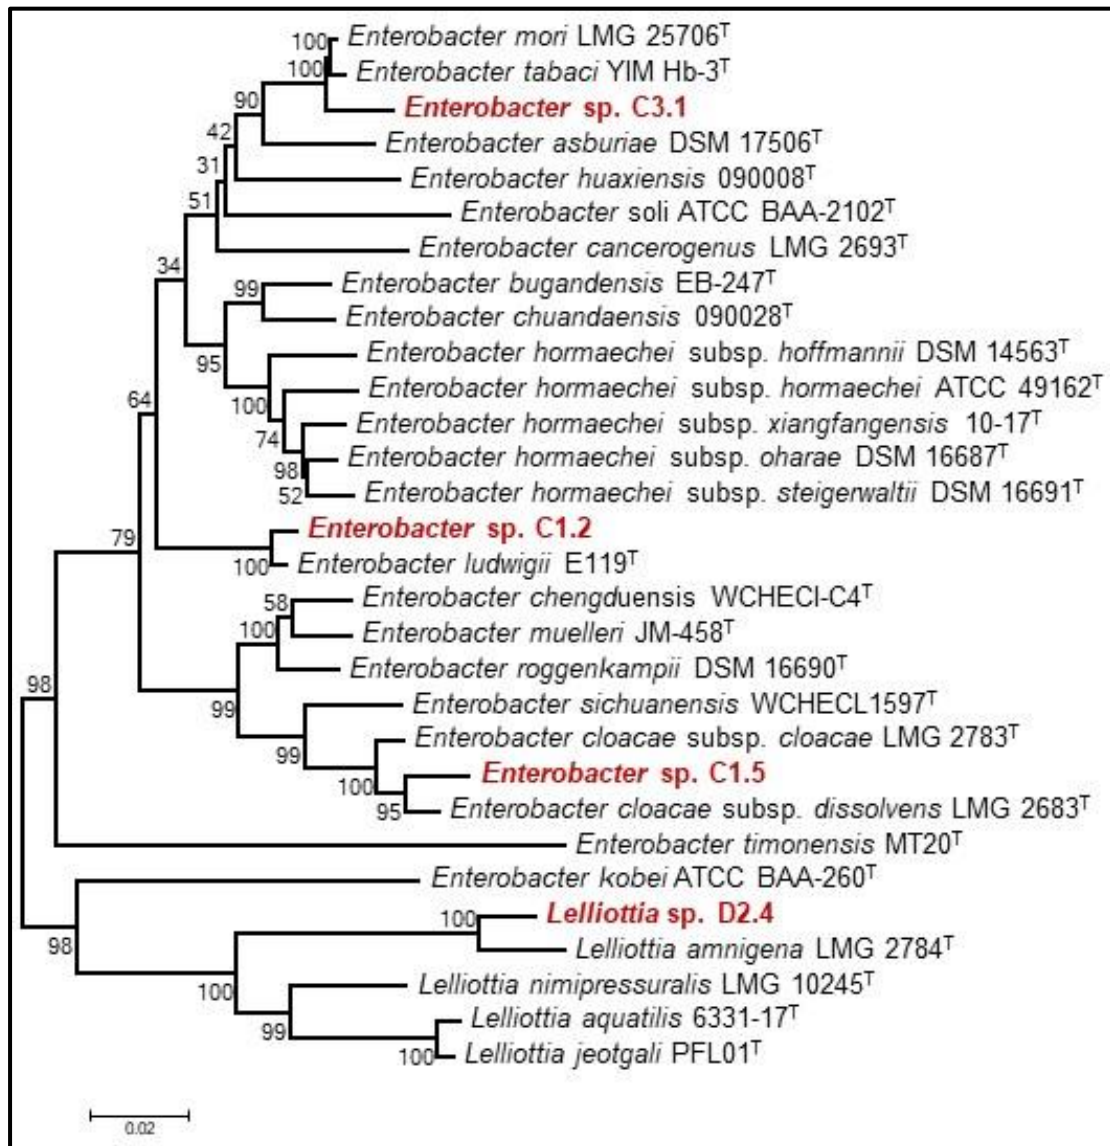 100 Enterobacter mori LMG 25706ᵀ
100 Enterobacter tabaci YIM Hb-3ᵀ
90 Enterobacter sp. C3.1
42 Enterobacter asburiae DSM 17506ᵀ
31 Enterobacter huaxiensis 090008ᵀ
51 Enterobacter soli ATCC BAA-2102ᵀ
Enterobacter cancerogenus LMG 2693ᵀ
34
99 Enterobacter bugandensis EB-247ᵀ
Enterobacter chuandaensis 090028ᵀ
95 Enterobacter hormaechei subsp. hoffmannii DSM 14563ᵀ
64 100 Enterobacter hormaechei subsp. hormaechei ATCC 49162ᵀ
74 Enterobacter hormaechei subsp. xiangfangensis 10-17ᵀ
98 Enterobacter hormaechei subsp. oharae DSM 16687ᵀ
52 Enterobacter hormaechei subsp. steigerwaltii DSM 16691ᵀ
79 Enterobacter sp. C1.2
100 Enterobacter ludwigii E119ᵀ
58 Enterobacter chengduensis WCHECl-C4ᵀ
100 Enterobacter muelleri JM-458ᵀ
Enterobacter roggenkampii DSM 16690ᵀ
98 99 Enterobacter sichuanensis WCHECL1597ᵀ
99 Enterobacter cloacae subsp. cloacae LMG 2783ᵀ
100 Enterobacter sp. C1.5
95 Enterobacter cloacae subsp. dissolvens LMG 2683ᵀ
Enterobacter timonensis MT20ᵀ
Enterobacter kobei ATCC BAA-260ᵀ
100 Lelliottia sp. D2.4
98 Lelliottia amnigena LMG 2784ᵀ
100 Lelliottia nimipressuralis LMG 10245ᵀ
99 Lelliottia aquatilis 6331-17ᵀ
100 Lelliottia jeotgali PFL01ᵀ
0.02